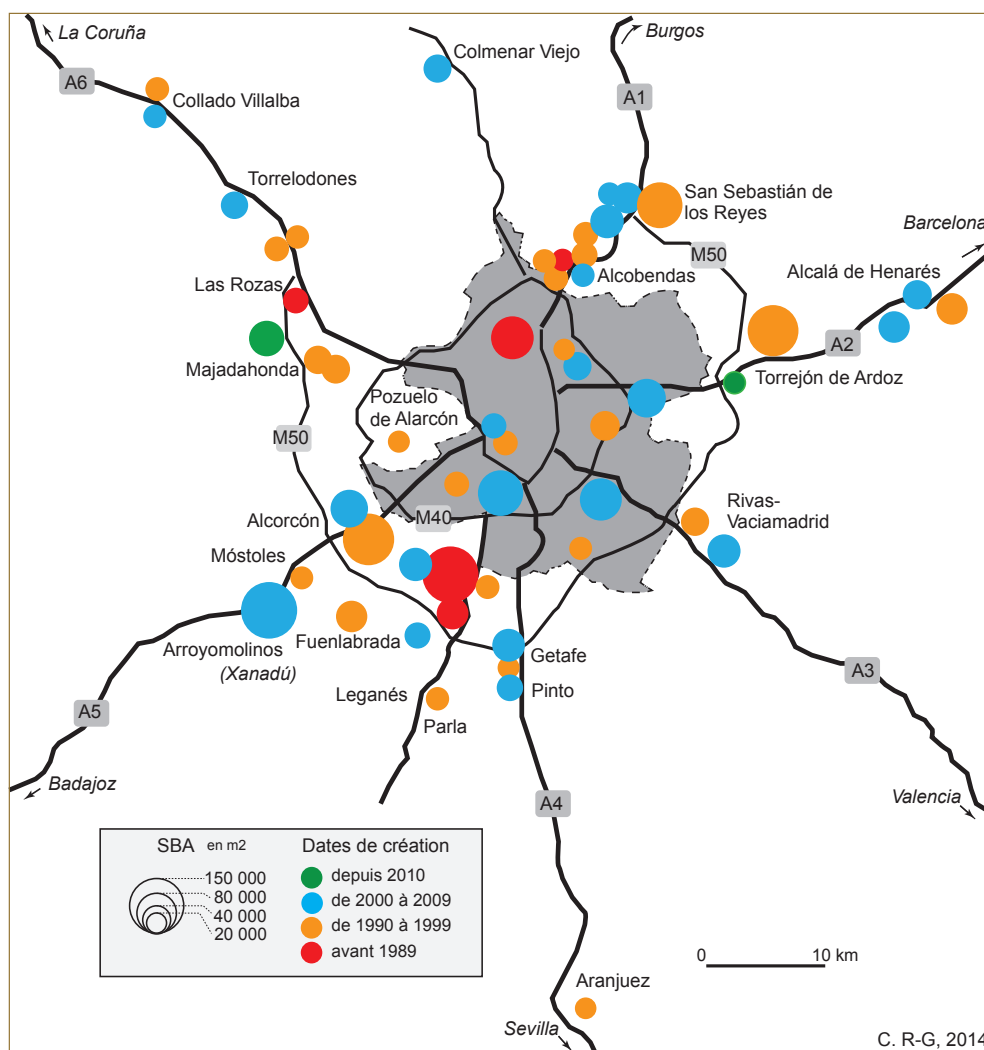 La Coruña
Burgos
Colmenar Viejo
A6
A1
Collado Villalba
Torrelodones
San Sebastián de
los Reyes
Barcelona
M50
Las Rozas
Alcobendas
Alcalá de Henarés
Majadahonda
A2
Torrejón de Ardoz
Pozuelo
de Alarcón
M50
Alcorcón
M40
Rivas-
Vaciamadrid
Móstoles
Arroyomolinos
(Xanadú)
Fuenlabrada
Getafe
Leganés
Pinto
A3
Parla
A5
Badajoz
A4
Valencia
SBA en m2
150 000
80 000
40 000
20 000
Dates de création
depuis 2010
de 2000 à 2009
de 1990 à 1999
avant 1989
0 10 km
Aranjuez
Sevilla
C. R-G, 2014